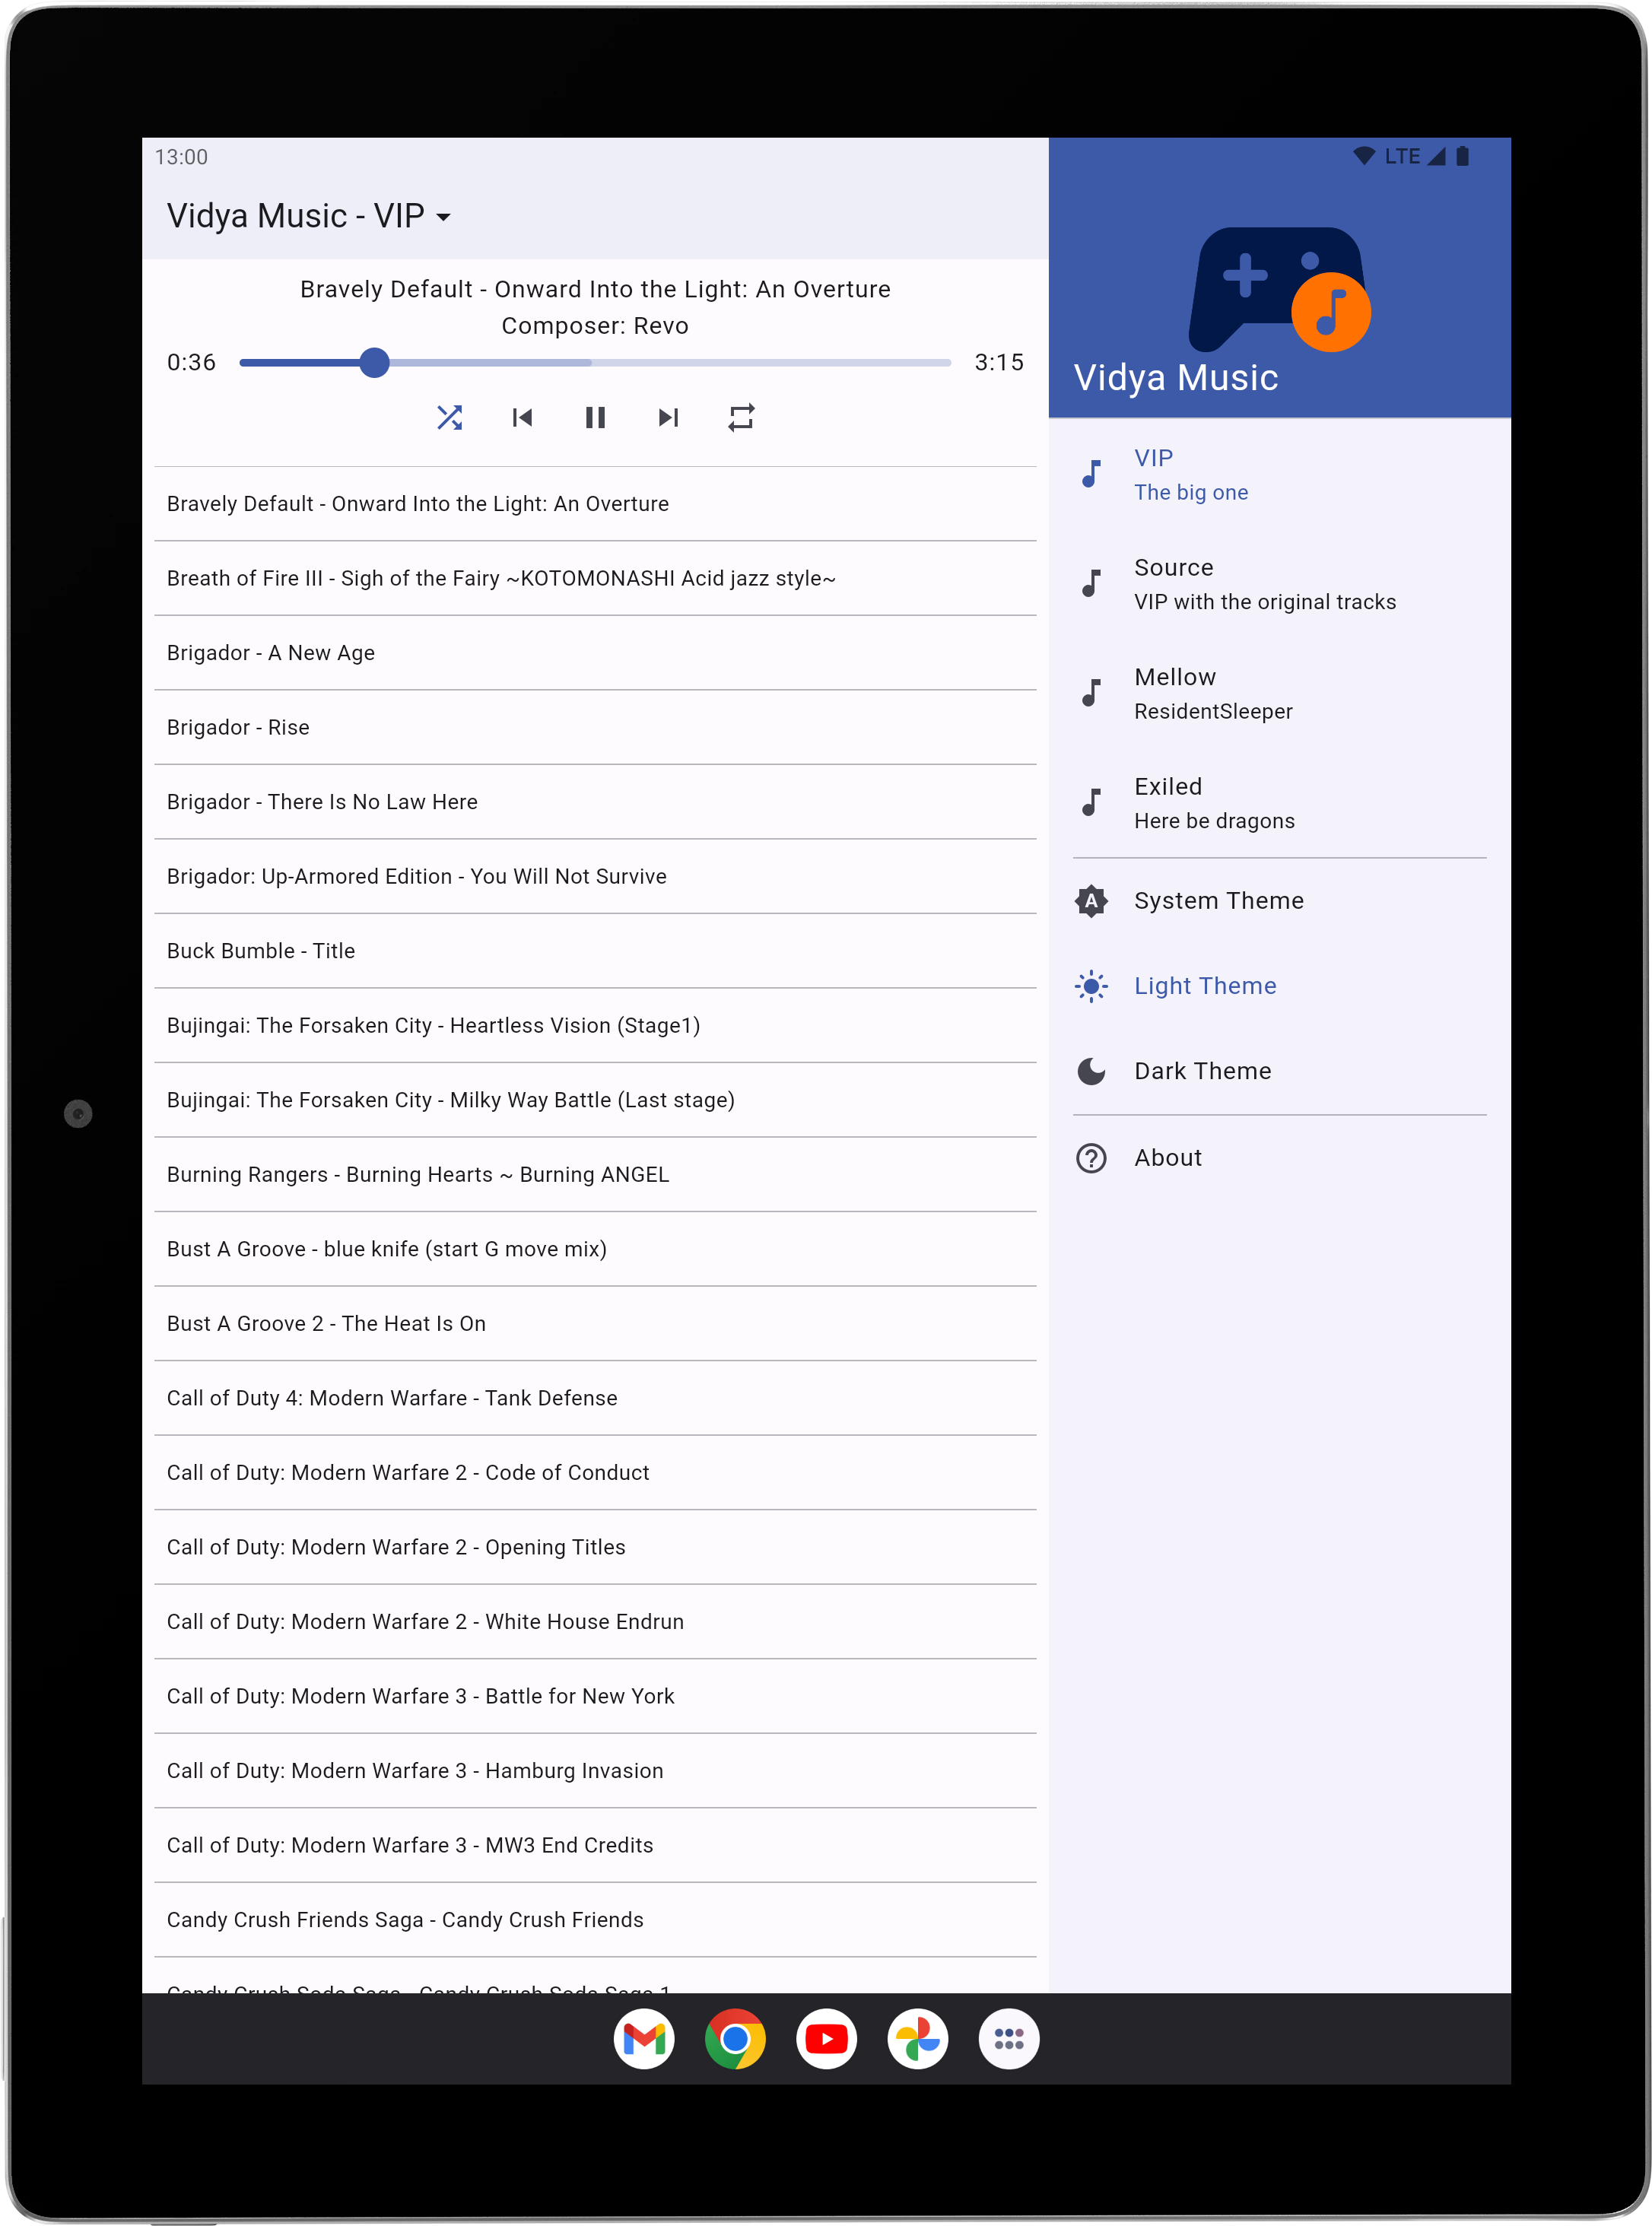 13:00
LTE
Vidya Music - VIP
Bravely Default - Onward Into the Light: An Overture
Composer: Revo
0:36
3:15
Bravely Default - Onward Into the Light: An Overture
Breath of Fire III - Sigh of the Fairy ~KOTOMONASHI Acid jazz style~
Brigador - A New Age
Brigador - Rise
Brigador - There Is No Law Here
Brigador: Up-Armored Edition - You Will Not Survive
Buck Bumble - Title
Bujingai: The Forsaken City - Heartless Vision (Stage1)
Bujingai: The Forsaken City - Milky Way Battle (Last stage)
Burning Rangers - Burning Hearts ~ Burning ANGEL
Bust A Groove - blue knife (start G move mix)
Bust A Groove 2 - The Heat Is On
Call of Duty 4: Modern Warfare - Tank Defense
Call of Duty: Modern Warfare 2 - Code of Conduct
Call of Duty: Modern Warfare 2 - Opening Titles
Call of Duty: Modern Warfare 2 - White House Endrun
Call of Duty: Modern Warfare 3 - Battle for New York
Call of Duty: Modern Warfare 3 - Hamburg Invasion
Call of Duty: Modern Warfare 3 - MW3 End Credits
Candy Crush Friends Saga - Candy Crush Friends
Candy Crush Soda Saga - Candy Crush Soda Saga 1
Vidya Music
VIP
The big one
Source
VIP with the original tracks
Mellow
ResidentSleeper
Exiled
Here be dragons
A
System Theme
Light Theme
Dark Theme
About